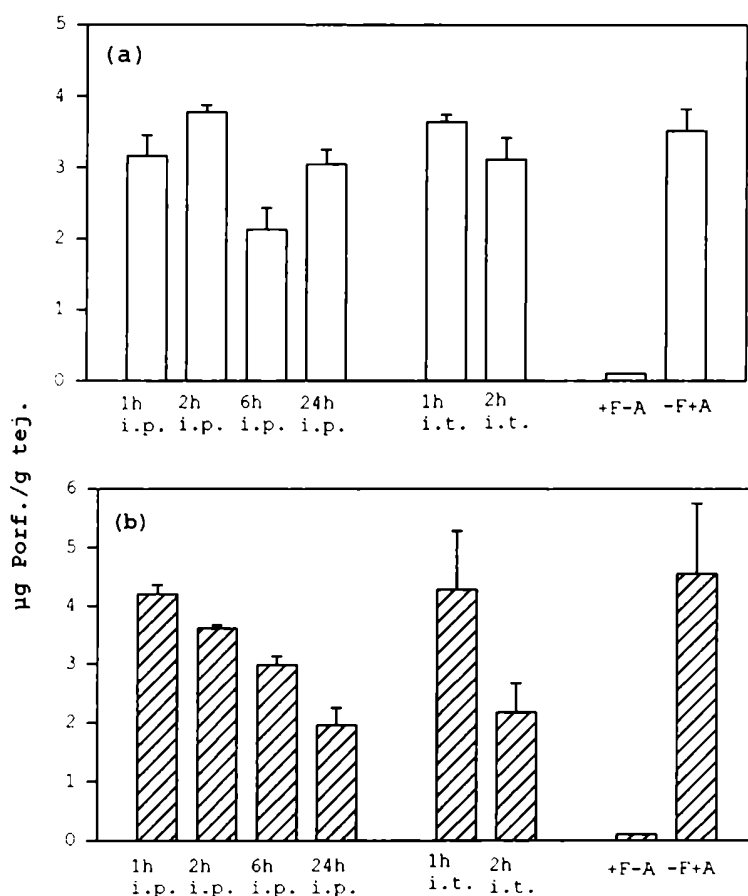 µg Porf./g tej.
(a)
5
4
3
2
1
0
1h 2h 6h 24h 1h 2h +F-A -F+A
i.p. i.p. i.p. i.p. i.t. i.t.
(b)
6
5
4
3
2
1
0
1h 2h 6h 24h 1h 2h +F-A -F+A
i.p. i.p. i.p. i.p. i.t. i.t.